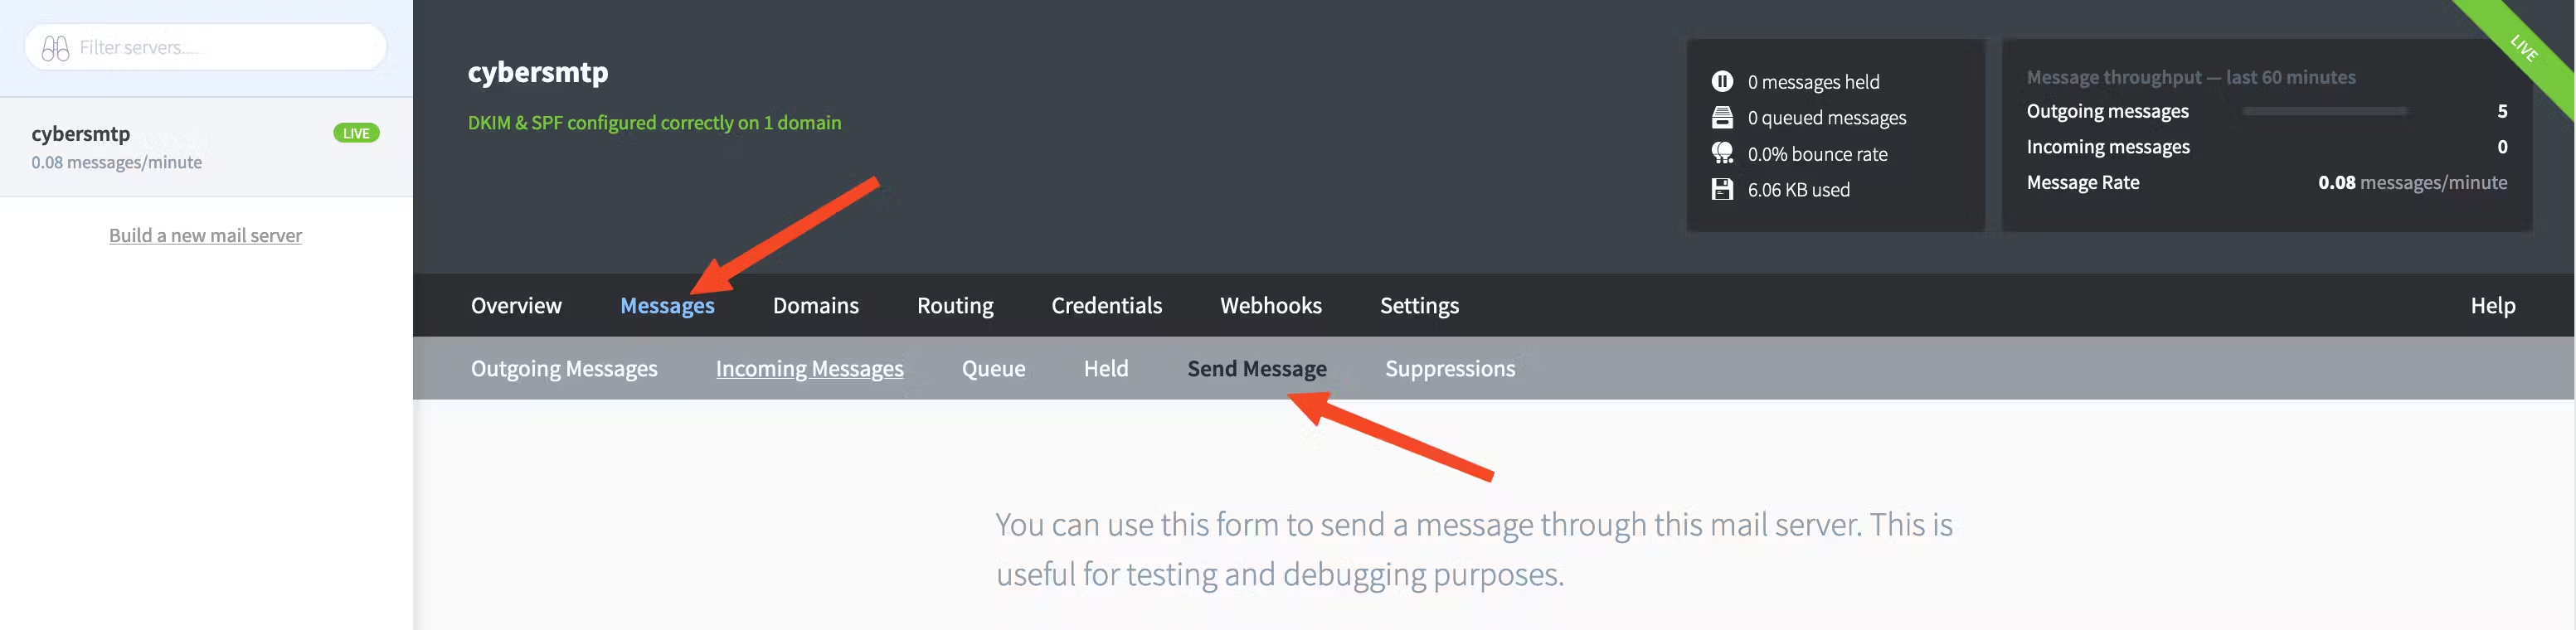 Filter servers....
cybersmtp
LIVE
0.08 messages/minute
Build a new mail server
cybersmtp
DKIM & SPF configured correctly on 1 domain
0 messages held
0 queued messages
0.0% bounce rate
6.06 KB used
Message throughput — last 60 minutes
Outgoing messages 5
Incoming messages 0
Message Rate 0.08 messages/minute
LIVE
Overview Messages Domains Routing Credentials Webhooks Settings Help
Outgoing Messages Incoming Messages Queue Held Send Message Suppressions
You can use this form to send a message through this mail server. This is
useful for testing and debugging purposes.